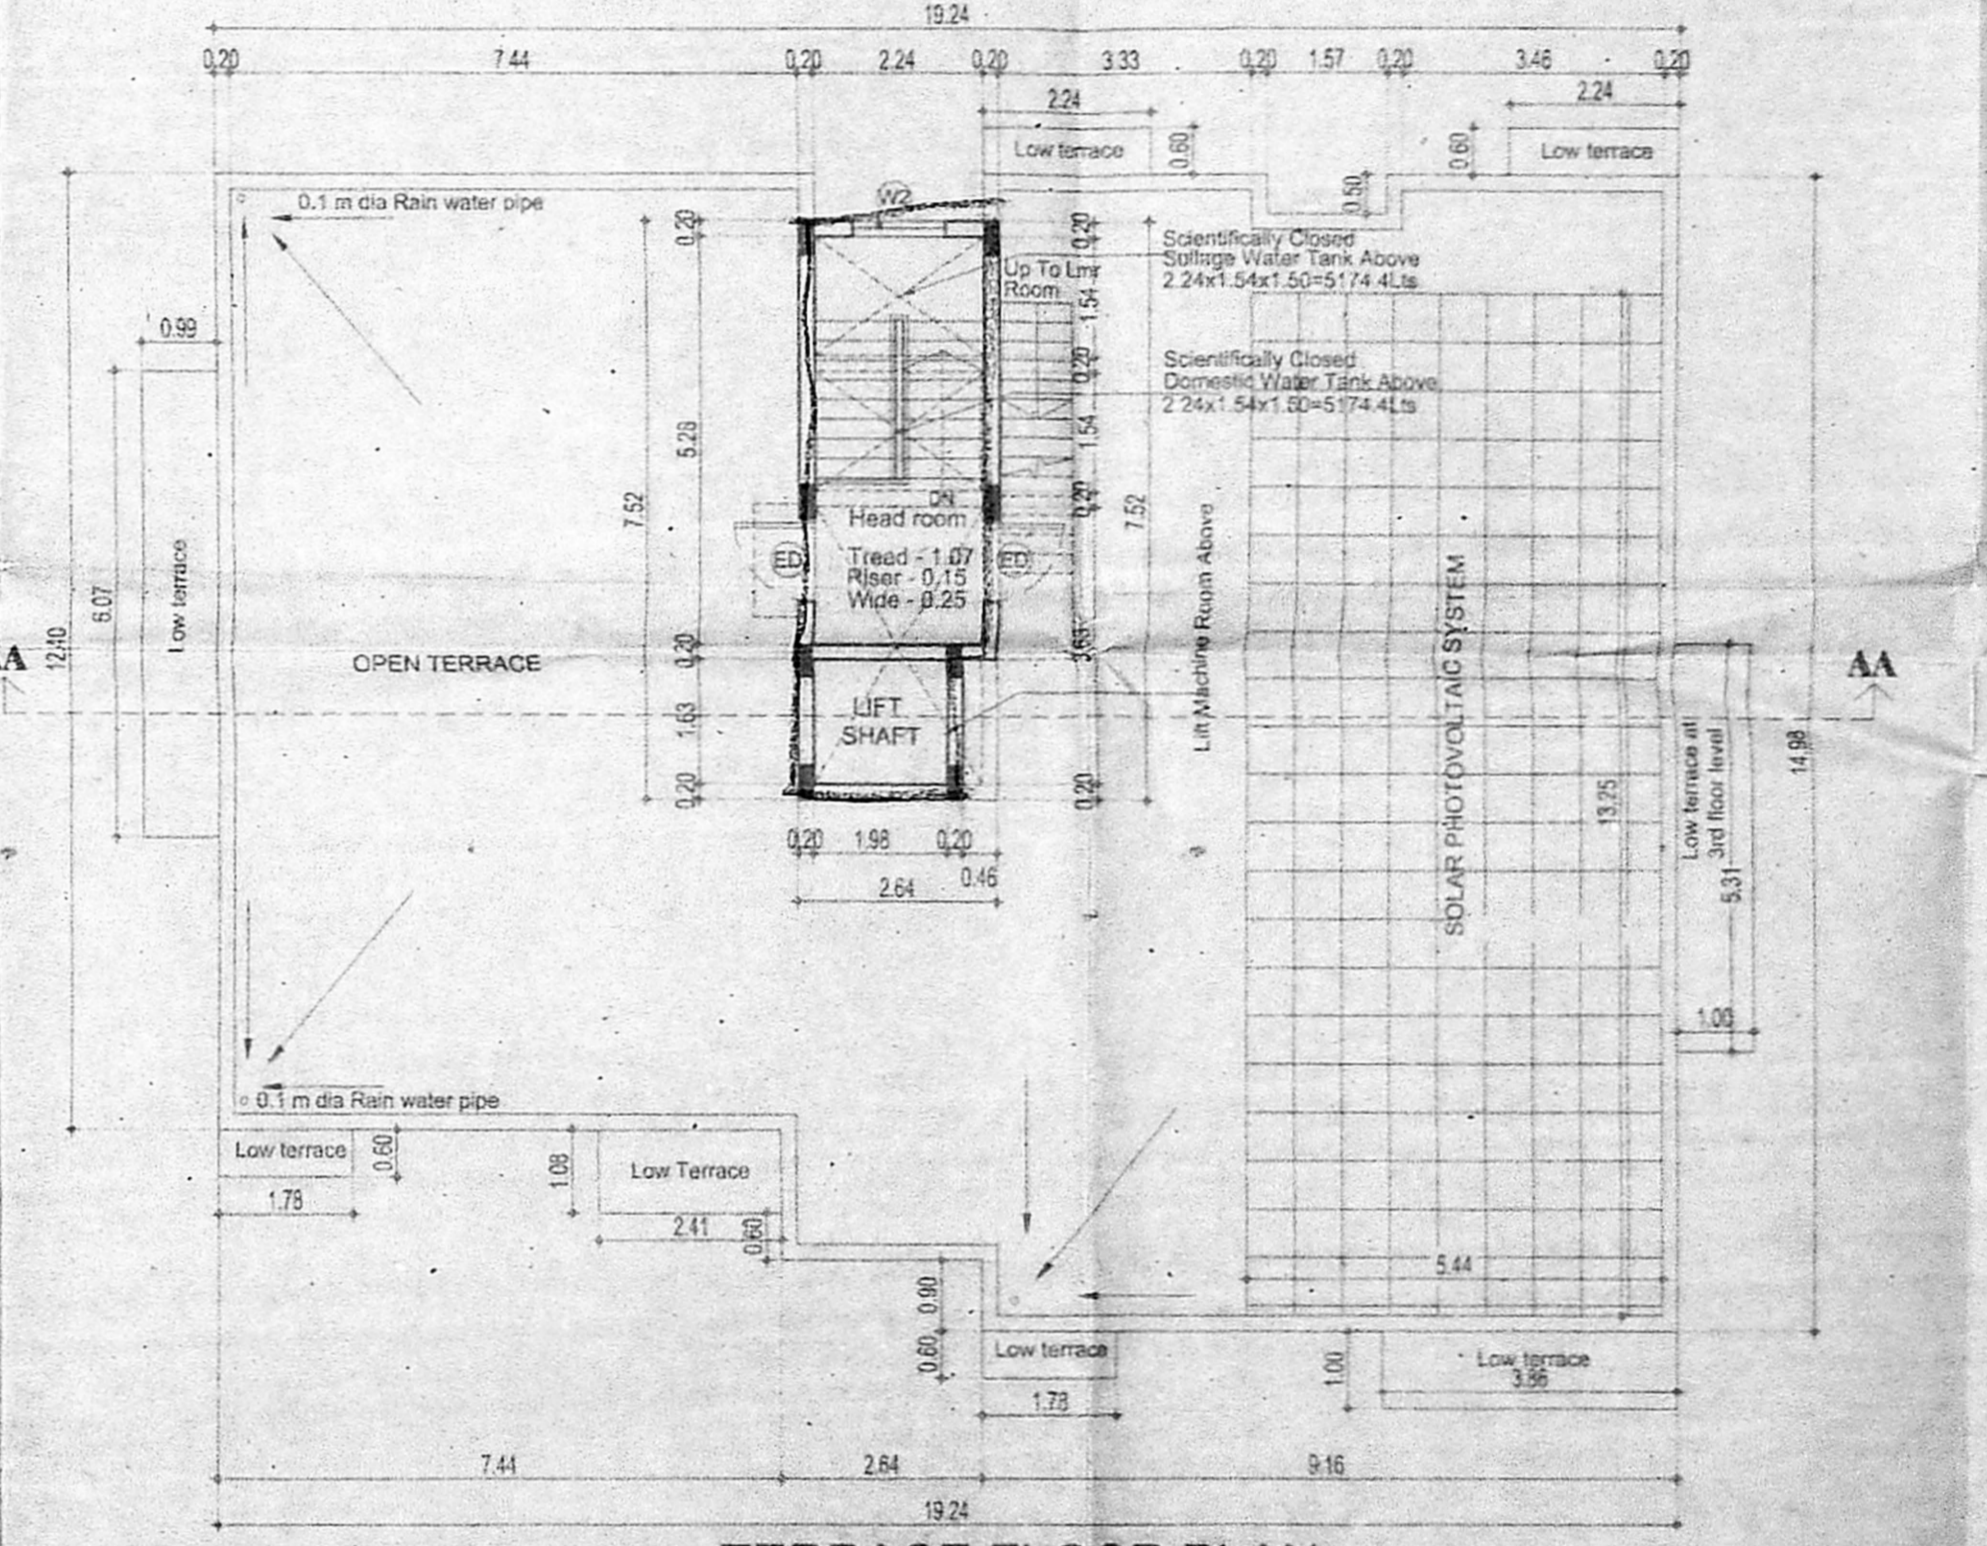 19.24
0.20 7.44 0.20 2.24 0.20 3.33 0.20 1.57 0.20 3.46 0.20
2.24 2.24
Low terrace 0.60 0.60 Low terrace
0.50
W2
0.1 m dia Rain water pipe
0.20 0.20
Scientifically Closed
Sullage Water Tank Above
2.24x1.54x1.50=5174.4Lts
Up To Lmr
Room
1.54
0.99
0.20
Scientifically Closed
Domestic Water Tank Above
2.24x1.54x1.50=5174.4Lts
5.28
1.54
7.52
DN
0.20
7.52
Head room
ED
ED
Tread - 1.07
Riser - 0.15
Wide - 0.25
Low terrace
6.07
12.40
A
OPEN TERRACE
0.20
3.63
Lift Machine Room Above
SOLAR PHOTOVOLTAIC SYSTEM
AA
1.63
LIFT
SHAFT
Low terrace at
3rd floor level
14.98
0.20
0.20
13.25
0.20 1.98 0.20
0.46
2.64
5.31
1.00
0.1 m dia Rain water pipe
Low terrace 0.60
1.08
Low Terrace
1.78
2.41
0.60
5.44
0.90
Low terrace
0.60
1.00
Low terrace
3.86
1.78
7.44 2.64 9.16
19.24
TERRACE FLOOR PLAN